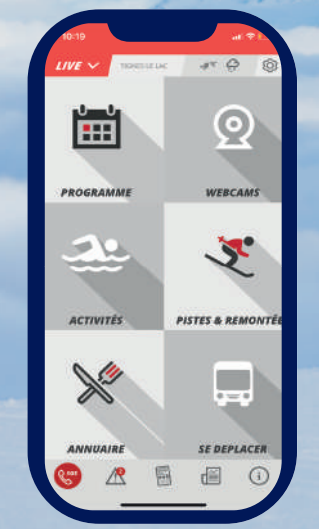 10:19
LIVE
TIGNES LE LAC
PROGRAMME
WEBCAMS
ACTIVITÉS
PISTES & REMONTÉE
ANNUAIRE
SE DEPLACER